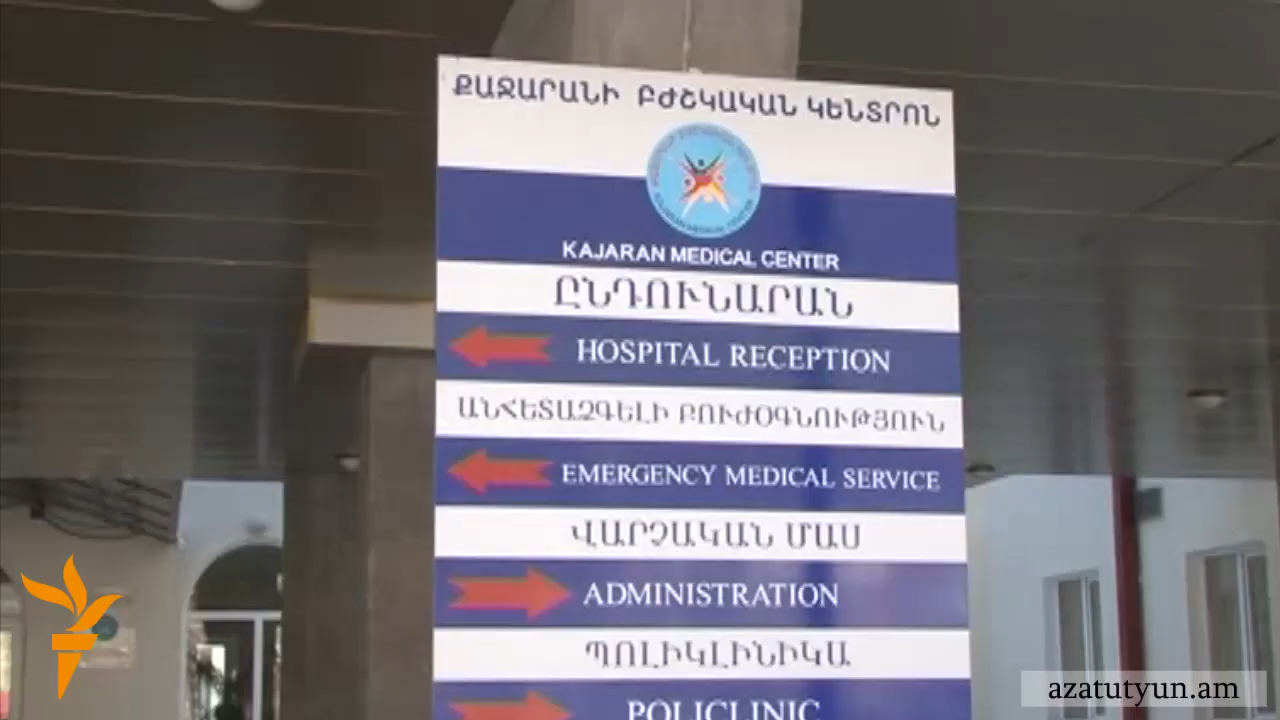 ՔԱՋԱՐԱՆԻ ԲԺՇԿԱԿԱՆ ԿԵՆՏՐՈՆ
KAJARAN MEDICAL CENTER
ԸՆԴՈՒՆԱՐԱՆ
HOSPITAL RECEPTION
ԱՆՀԵՏԱՁԳԵԼԻ ԲՈՒԺՕԳՆՈՒԹՅՈՒՆ
EMERGENCY MEDICAL SERVICE
ՎԱՐՉԱԿԱՆ ՄԱՍ
ADMINISTRATION
ՊՈԼԻԿԼԻՆԻԿԱ
POLICLINIC
azatutyun.am